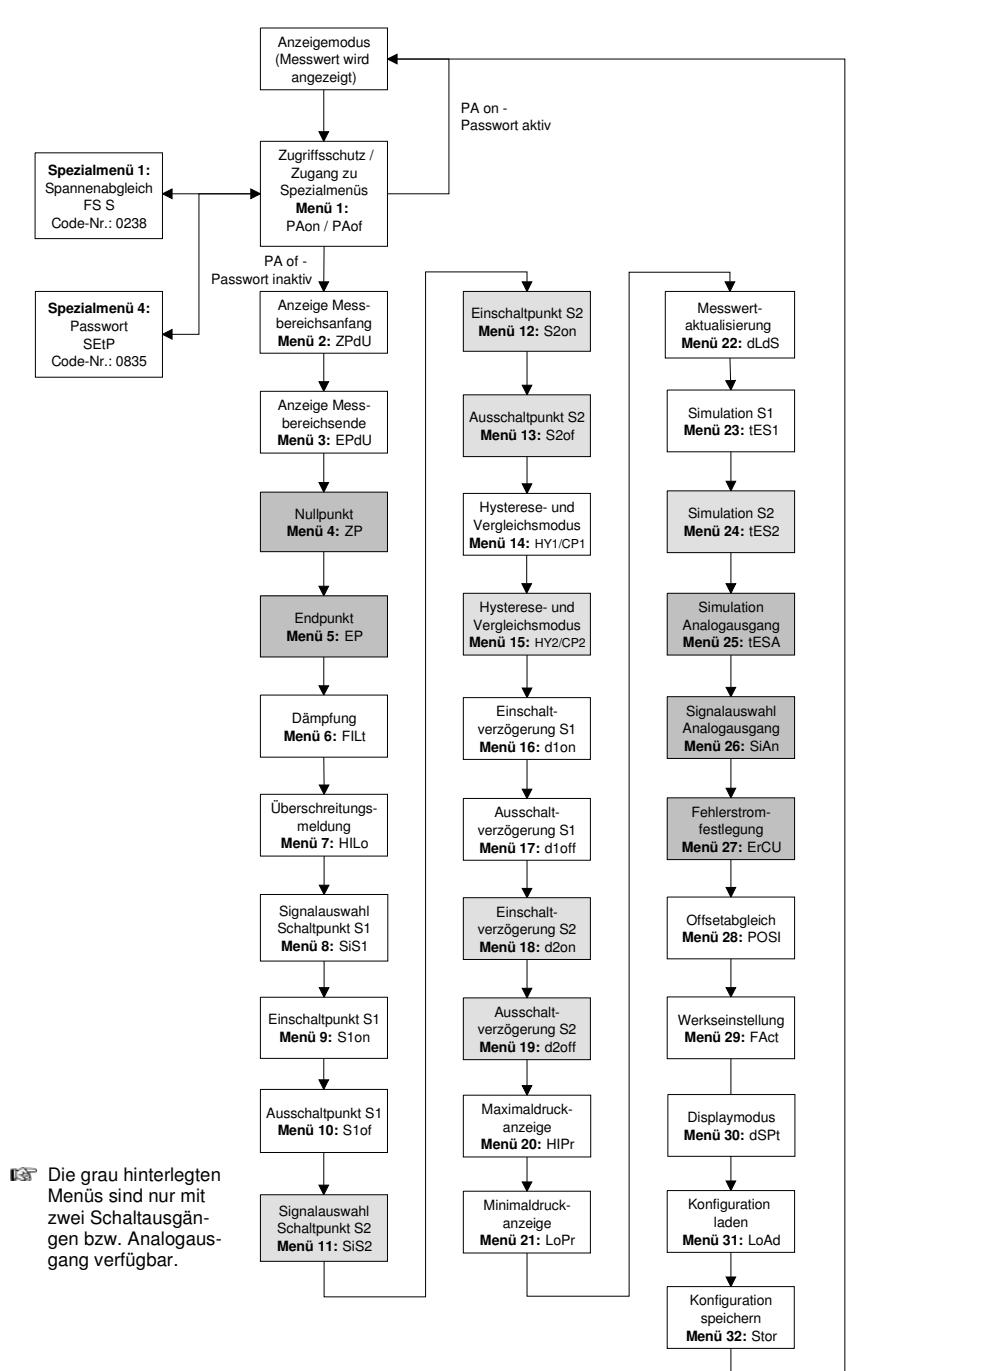 Anzeigemodus
(Messwert wird
angezeigt)
PA on -
Passwort aktiv
Zugriffsschutz /
Zugang zu
Spezialmenüs
Menü 1:
PAon / PAof
Spezialmenü 1:
Spannenabgleich
FS S
Code-Nr.: 0238
Spezialmenü 4:
Passwort
SEtP
Code-Nr.: 0835
PA of -
Passwort inaktiv
Anzeige Mess-
bereichsanfang
Menü 2: ZPdU
Anzeige Mess-
bereichsende
Menü 3: EPdU
Nullpunkt
Menü 4: ZP
Endpunkt
Menü 5: EP
Dämpfung
Menü 6: FILt
Überschreitungs-
meldung
Menü 7: HILo
Signalauswahl
Schaltpunkt S1
Menü 8: SiS1
Einschaltpunkt S1
Menü 9: S1on
Ausschaltpunkt S1
Menü 10: S1of
Signalauswahl
Schaltpunkt S2
Menü 11: SiS2
Einschaltpunkt S2
Menü 12: S2on
Ausschaltpunkt S2
Menü 13: S2of
Hysterese- und
Vergleichsmodus
Menü 14: HY1/CP1
Hysterese- und
Vergleichsmodus
Menü 15: HY2/CP2
Einschalt-
verzögerung S1
Menü 16: d1on
Ausschalt-
verzögerung S1
Menü 17: d1off
Einschalt-
verzögerung S2
Menü 18: d2on
Ausschalt-
verzögerung S2
Menü 19: d2off
Maximaldruck-
anzeige
Menü 20: HIPr
Minimaldruck-
anzeige
Menü 21: LoPr
Messwert-
aktualisierung
Menü 22: dLdS
Simulation S1
Menü 23: tES1
Simulation S2
Menü 24: tES2
Simulation
Analogausgang
Menü 25: tESA
Signalauswahl
Analogausgang
Menü 26: SiAn
Fehlerstrom-
festlegung
Menü 27: ErCU
Offsetabgleich
Menü 28: POSI
Werkseinstellung
Menü 29: FAct
Displaymodus
Menü 30: dSPt
Konfiguration
laden
Menü 31: LoAd
Konfiguration
speichern
Menü 32: Stor
☞ Die grau hinterlegten
Menüs sind nur mit
zwei Schaltausgän-
gen bzw. Analogaus-
gang verfügbar.